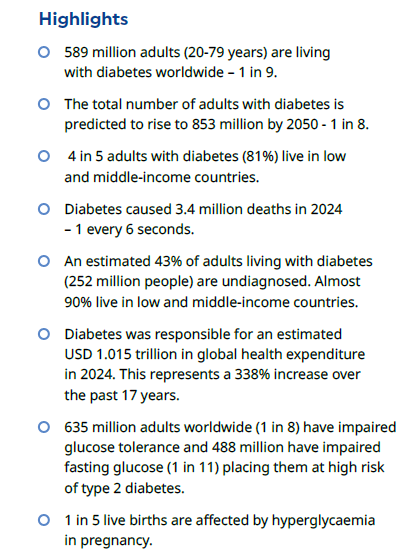 Highlights
589 million adults (20-79 years) are living
with diabetes worldwide – 1 in 9.
The total number of adults with diabetes is
predicted to rise to 853 million by 2050 - 1 in 8.
4 in 5 adults with diabetes (81%) live in low
and middle-income countries.
Diabetes caused 3.4 million deaths in 2024
– 1 every 6 seconds.
An estimated 43% of adults living with diabetes
(252 million people) are undiagnosed. Almost
90% live in low and middle-income countries.
Diabetes was responsible for an estimated
USD 1.015 trillion in global health expenditure
in 2024. This represents a 338% increase over
the past 17 years.
635 million adults worldwide (1 in 8) have impaired
glucose tolerance and 488 million have impaired
fasting glucose (1 in 11) placing them at high risk
of type 2 diabetes.
1 in 5 live births are affected by hyperglycaemia
in pregnancy.